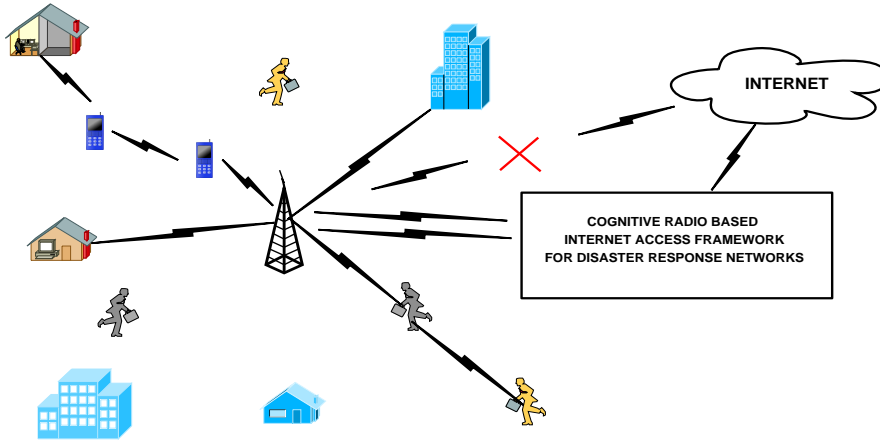 INTERNET
COGNITIVE RADIO BASED
INTERNET ACCESS FRAMEWORK
FOR DISASTER RESPONSE NETWORKS